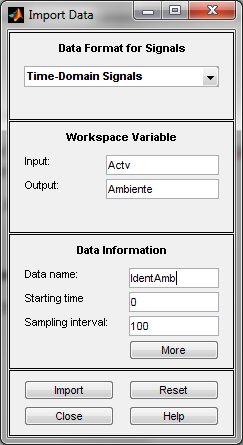 Import Data
Data Format for Signals
Time-Domain Signals
Workspace Variable
Input: Actv
Output: Ambiente
Data Information
Data name: IdentAmb
Starting time 0
Sampling interval: 100
More
Import Reset
Close Help